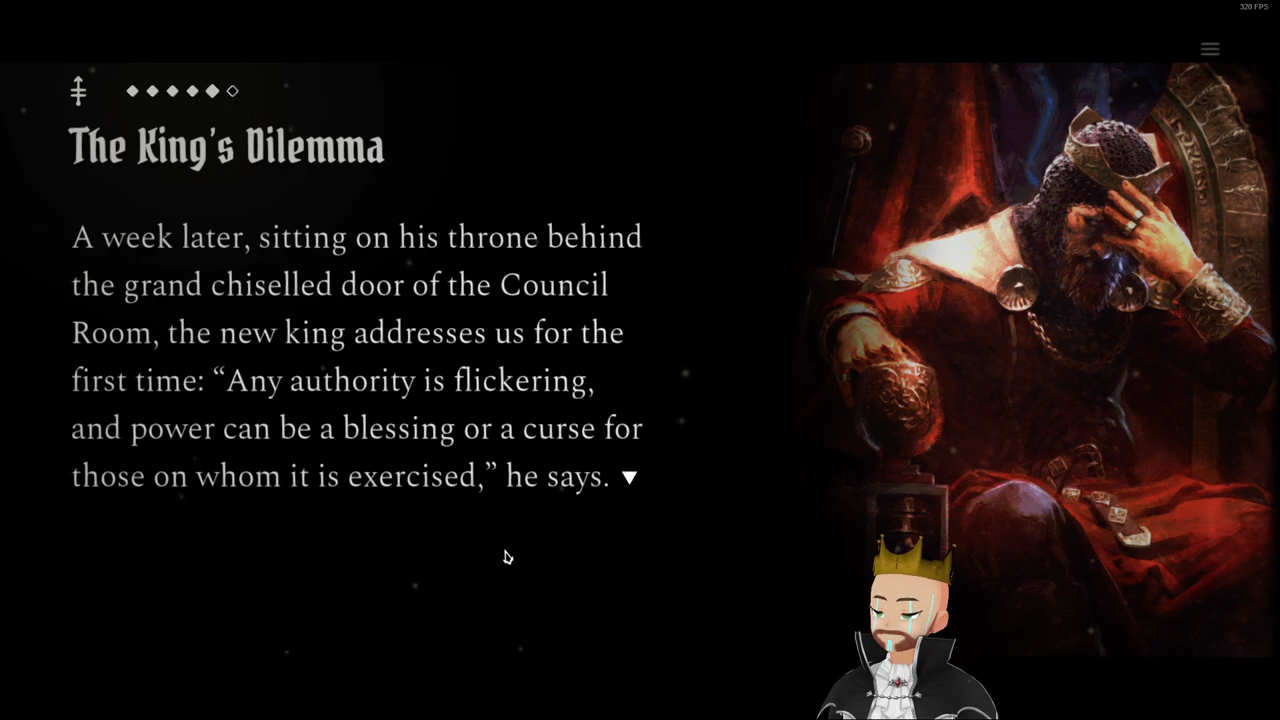 320 FPS
The King's Dilemma
A week later, sitting on his throne behind
the grand chiselled door of the Council
Room, the new king addresses us for the
first time: “Any authority is flickering,
and power can be a blessing or a curse for
those on whom it is exercised,” he says.